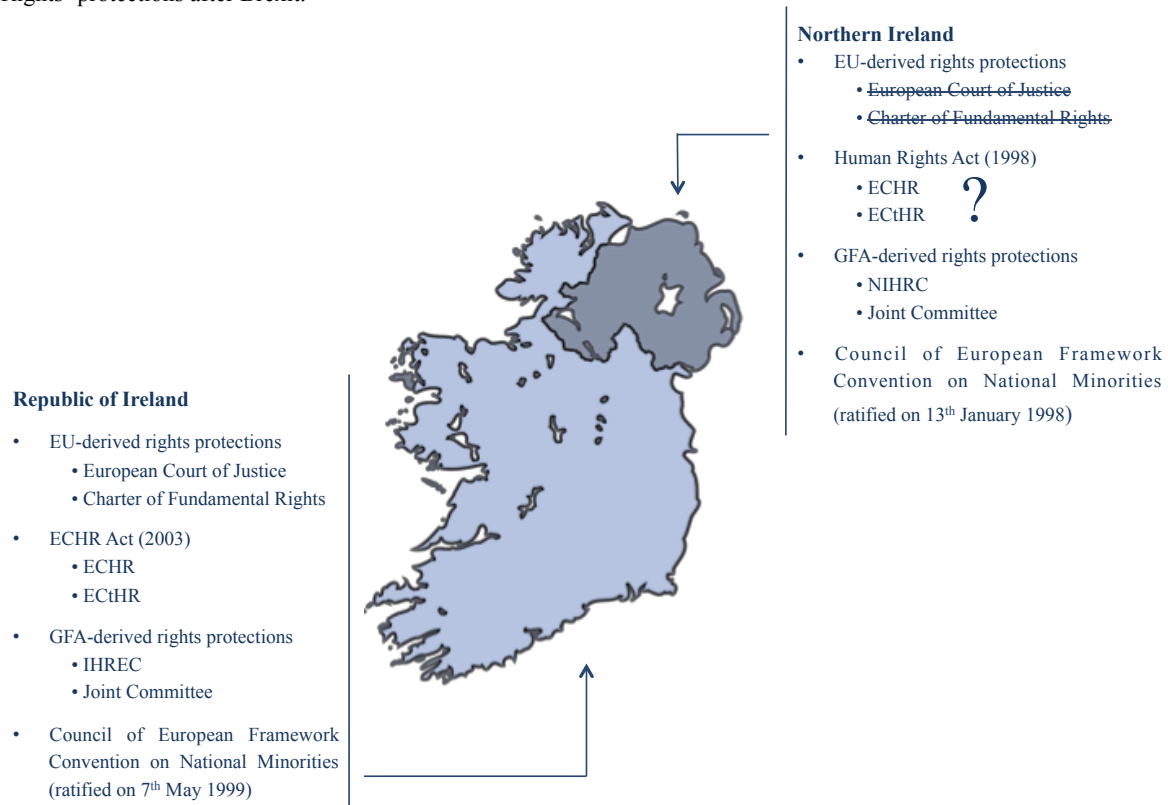 Rights' protections after Brexit.
Northern Ireland
• EU-derived rights protections
• ~~European Court of Justice~~
• ~~Charter of Fundamental Rights~~
• Human Rights Act (1998)
• ECHR
• ECtHR
?
• GFA-derived rights protections
• NIHRC
• Joint Committee
• Council of European Framework
Convention on National Minorities
(ratified on 13th January 1998)
Republic of Ireland
• EU-derived rights protections
• European Court of Justice
• Charter of Fundamental Rights
• ECHR Act (2003)
• ECHR
• ECtHR
• GFA-derived rights protections
• IHREC
• Joint Committee
• Council of European Framework
Convention on National Minorities
(ratified on 7th May 1999)